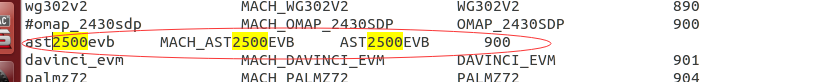 wg302v2 MACH_WG302V2 WG302V2 890
#omap_2430sdp MACH_OMAP_2430SDP OMAP_2430SDP 900
ast2500evb MACH_AST2500EVB AST2500EVB 900
davinci_evm MACH_DAVINCI_EVM DAVINCI_EVM 901
palmz72 MACH_PALMZ72 PALMZ72 904